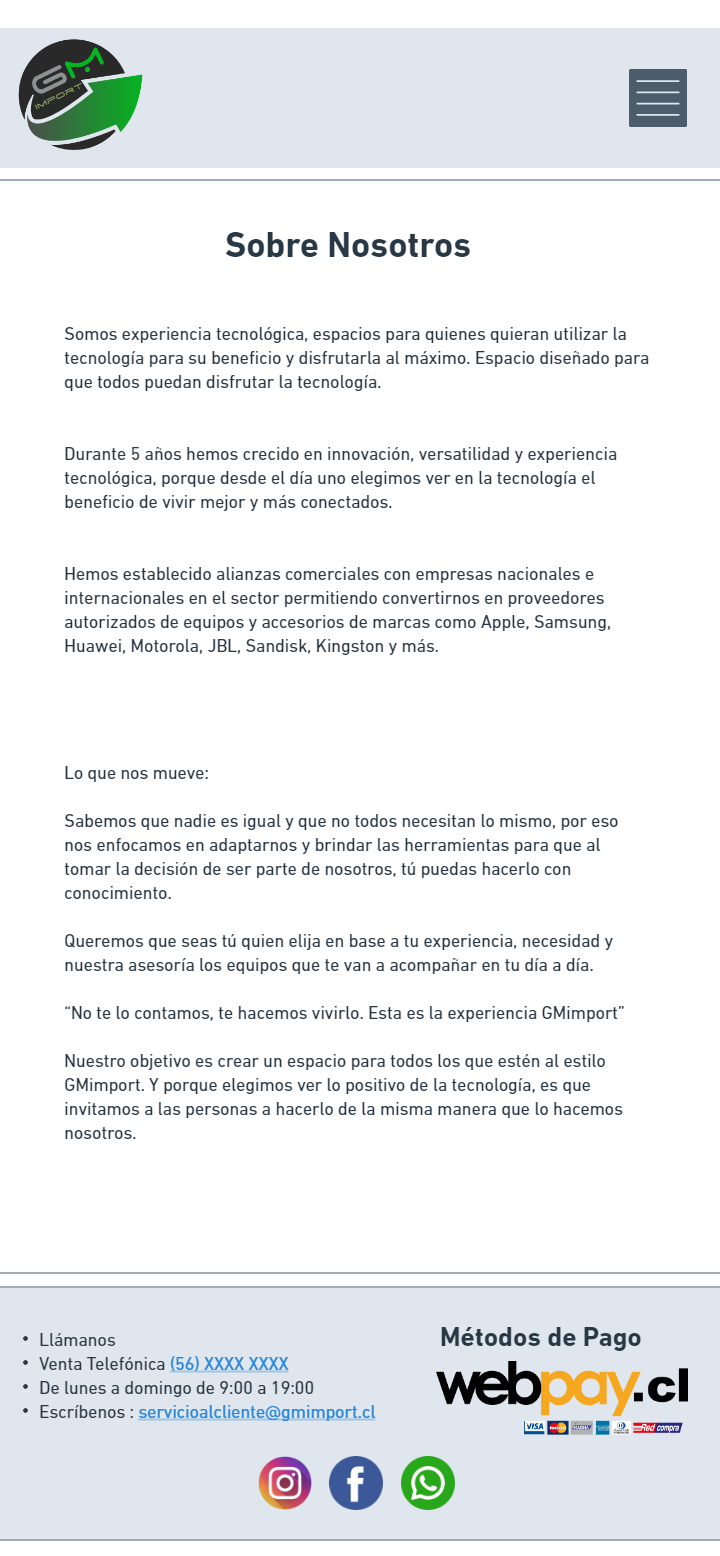 GM
IMPORT
Sobre Nosotros
Somos experiencia tecnológica, espacios para quienes quieran utilizar la
tecnología para su beneficio y disfrutarla al máximo. Espacio diseñado para
que todos puedan disfrutar la tecnología.
Durante 5 años hemos crecido en innovación, versatilidad y experiencia
tecnológica, porque desde el día uno elegimos ver en la tecnología el
beneficio de vivir mejor y más conectados.
Hemos establecido alianzas comerciales con empresas nacionales e
internacionales en el sector permitiendo convertirnos en proveedores
autorizados de equipos y accesorios de marcas como Apple, Samsung,
Huawei, Motorola, JBL, Sandisk, Kingston y más.
Lo que nos mueve:
Sabemos que nadie es igual y que no todos necesitan lo mismo, por eso
nos enfocamos en adaptarnos y brindar las herramientas para que al
tomar la decisión de ser parte de nosotros, tú puedas hacerlo con
conocimiento.
Queremos que seas tú quien elija en base a tu experiencia, necesidad y
nuestra asesoría los equipos que te van a acompañar en tu día a día.
“No te lo contamos, te hacemos vivirlo. Esta es la experiencia GMimport”
Nuestro objetivo es crear un espacio para todos los que estén al estilo
GMimport. Y porque elegimos ver lo positivo de la tecnología, es que
invitamos a las personas a hacerlo de la misma manera que lo hacemos
nosotros.
• Llámanos
• Venta Telefónica (56) XXXX XXXX
• De lunes a domingo de 9:00 a 19:00
• Escríbenos : servicioalcliente@gmimport.cl
Métodos de Pago
webpay.cl
VISA
Redcompra